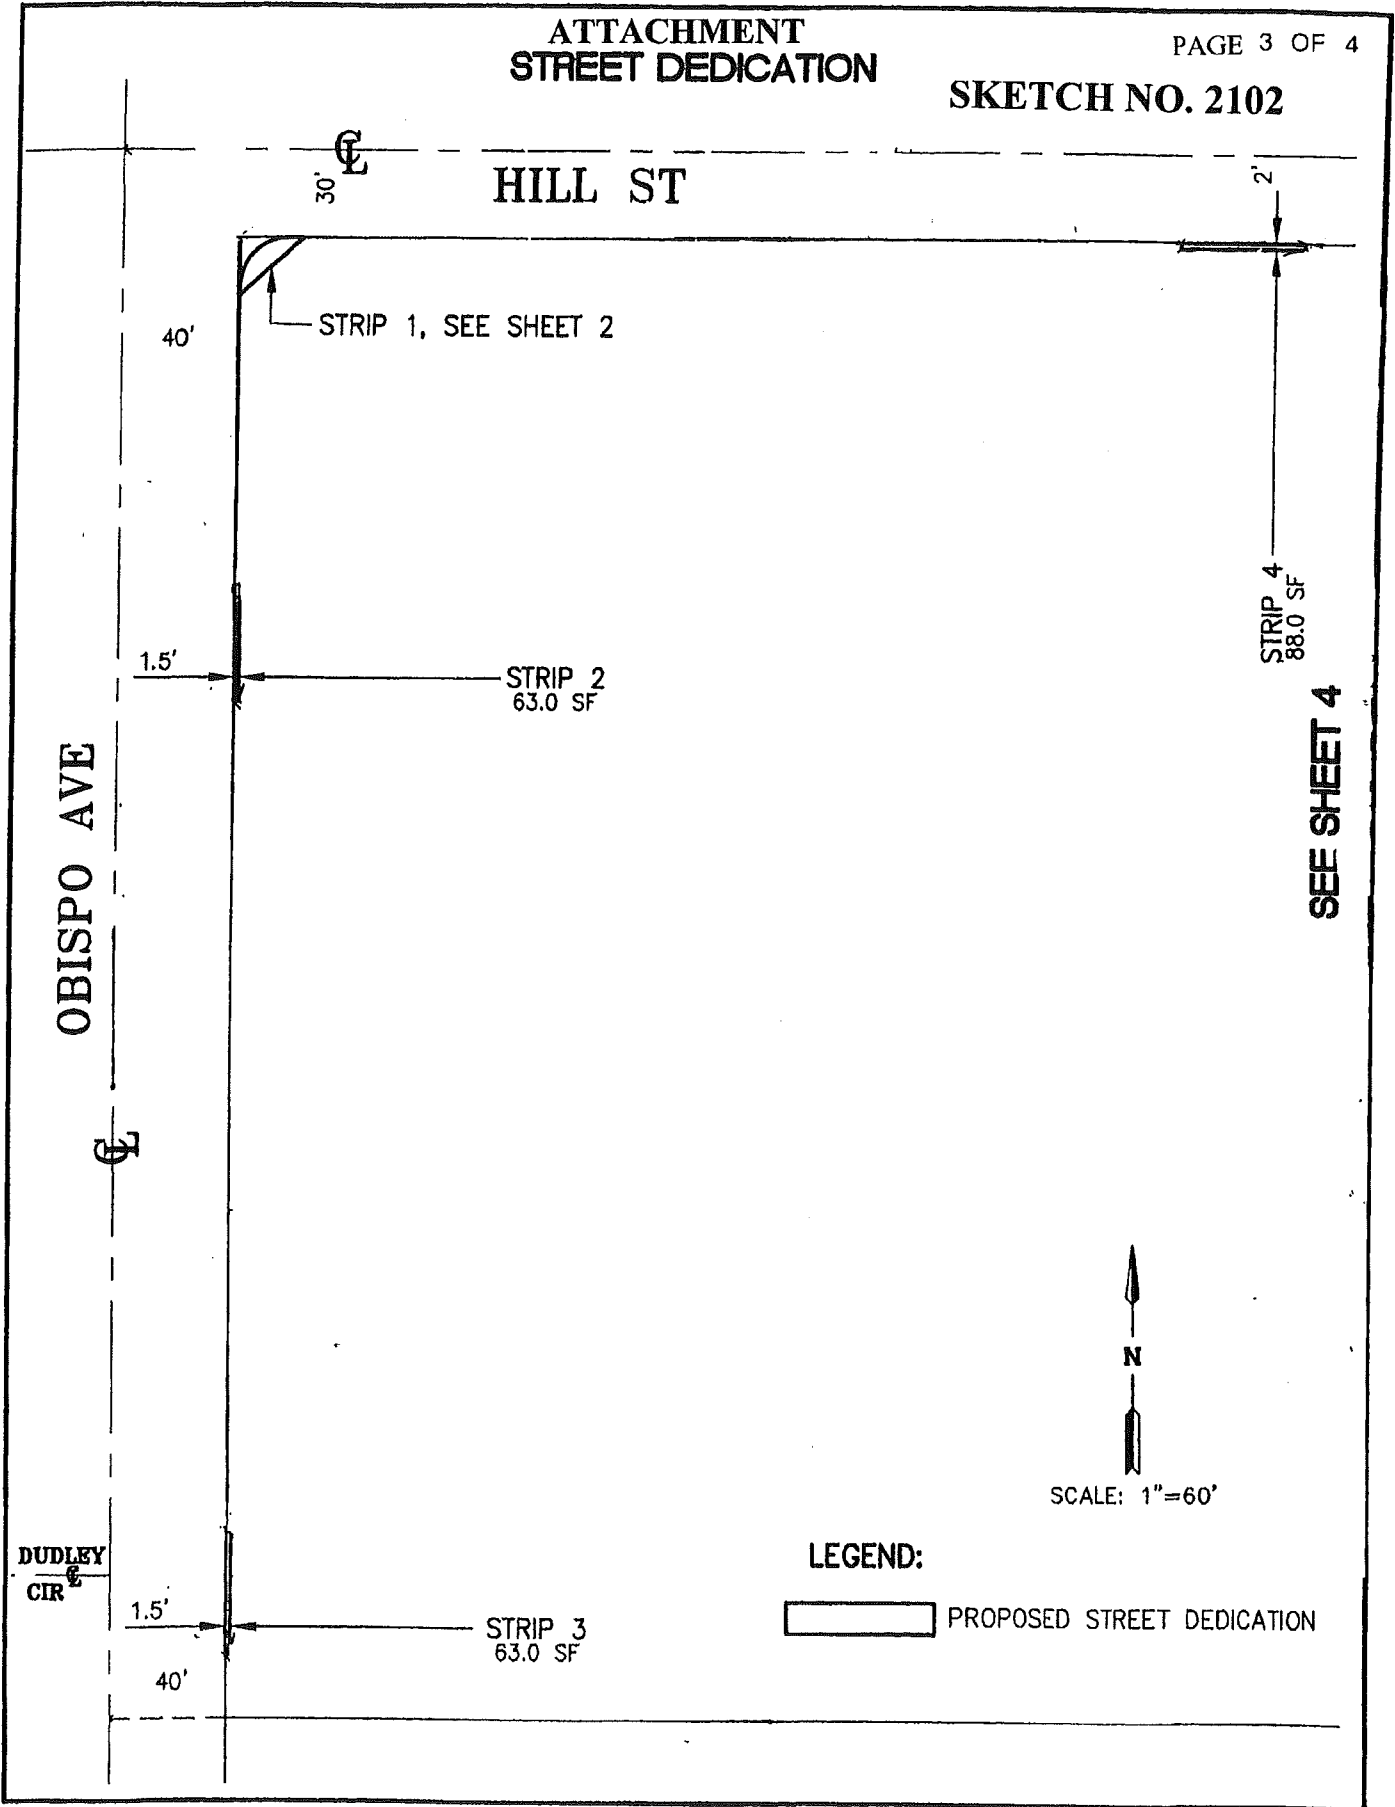 ATTACHMENT
STREET DEDICATION
PAGE 3 OF 4
SKETCH NO. 2102
℄
30'
HILL ST
2'
STRIP 1, SEE SHEET 2
40'
STRIP 4
88.0 SF
1.5'
STRIP 2
63.0 SF
SEE SHEET 4
OBISPO AVE
℄
N
SCALE: 1"=60'
DUDLEY
℄
CIR
LEGEND:
1.5'
STRIP 3
63.0 SF
PROPOSED STREET DEDICATION
40'